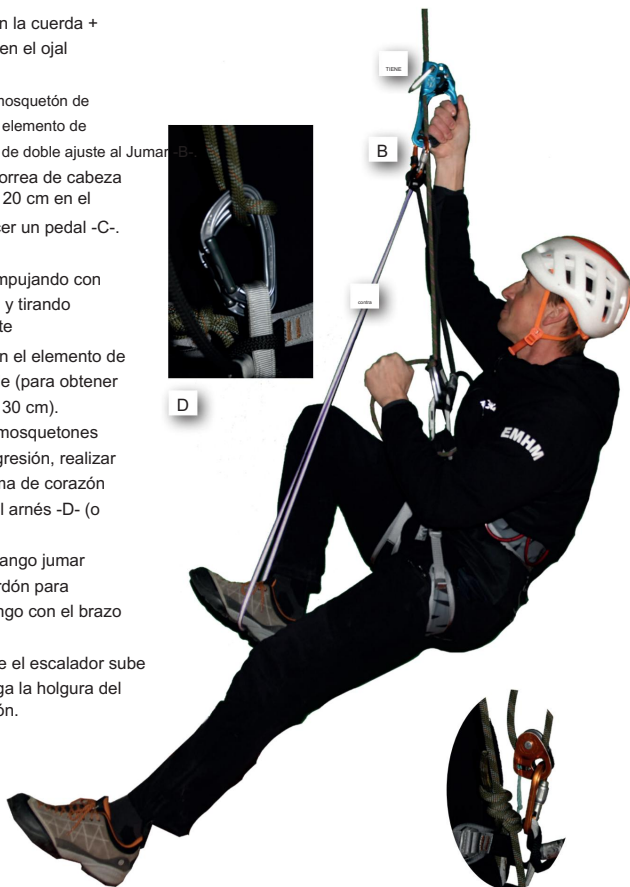 n la cuerda +
en el ojal
nosquetón de
elemento de
de doble ajuste al Jumar -B-.
orrea de cabeza
20 cm en el
cer un pedal -C-.
mpujando con
y tirando
te
n el elemento de
e (para obtener
30 cm).
mosquetones
gresión, realizar
ma de corazón
l arnés -D- (o
ango jumar
rdón para
ngo con el brazo
e el escalador sube
ga la holgura del
ón.
TIENE
B
contra
D
EMHM